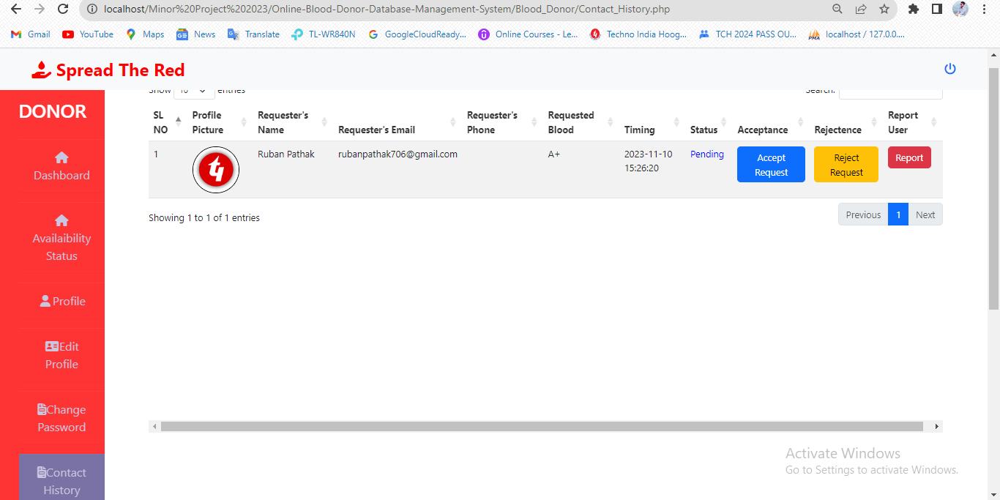 localhost/Minor%20Project%202023/Online-Blood-Donor-Database-Management-System/Blood_Donor/Contact_History.php
Gmail YouTube Maps News Translate TL-WR840N GoogleCloudReady... Online Courses - Le... Techno India Hoog... TCH 2024 PASS OU... PMA localhost / 127.0.0....
Spread The Red
DONOR
Dashboard
Availaibility
Status
Profile
Edit
Profile
Change
Password
Contact
History
Show 10 entries Search:
SL
NO
Profile
Picture
Requester's
Name
Requester's Email
Requester's
Phone
Requested
Blood
Timing
Status
Acceptance
Rejectence
Report
User
1
Ruban Pathak
rubanpathak706@gmail.com
A+
2023-11-10
15:26:20
Pending
Accept
Request
Reject
Request
Report
Showing 1 to 1 of 1 entries
Previous 1 Next
Activate Windows
Go to Settings to activate Windows.